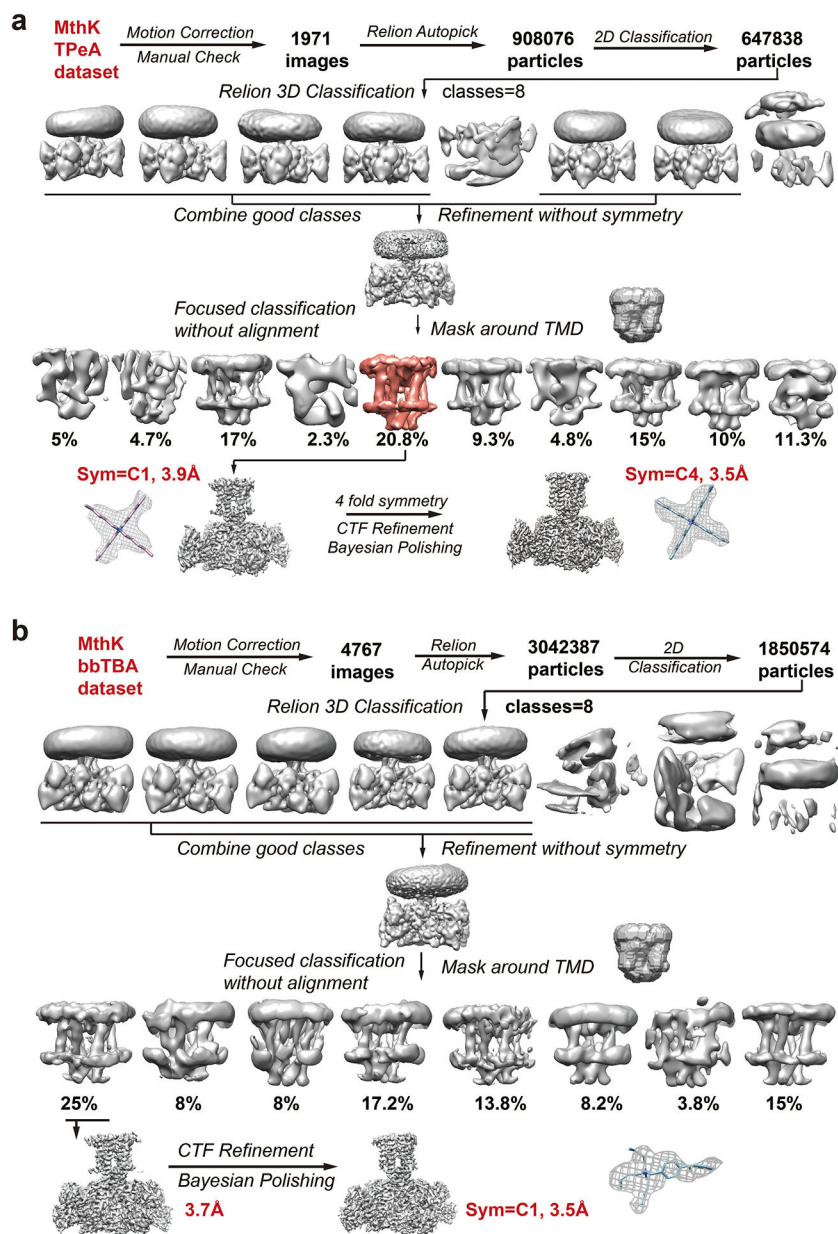 a
MthK
TPeA
dataset
Motion Correction
Manual Check
1971
images
Relion Autopick
908076
particles
2D Classification
647838
particles
Relion 3D Classification
classes=8
Combine good classes
Refinement without symmetry
Focused classification
without alignment
Mask around TMD
5% 4.7% 17% 2.3% 20.8% 9.3% 4.8% 15% 10% 11.3%
Sym=C1, 3.9Å
4 fold symmetry
CTF Refinement
Bayesian Polishing
Sym=C4, 3.5Å
b
MthK
bbTBA
dataset
Motion Correction
Manual Check
4767
images
Relion
Autopick
3042387
particles
2D
Classification
1850574
particles
Relion 3D Classification
classes=8
Combine good classes
Refinement without symmetry
Focused classification
without alignment
Mask around TMD
25% 8% 8% 17.2% 13.8% 8.2% 3.8% 15%
CTF Refinement
Bayesian Polishing
3.7Å
Sym=C1, 3.5Å